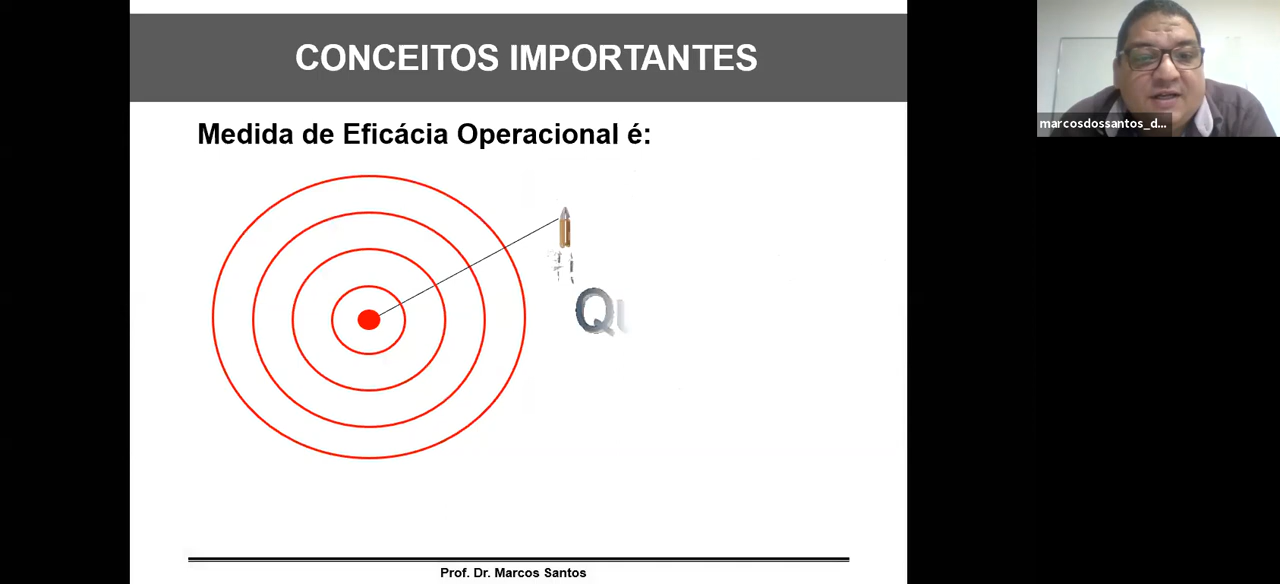 CONCEITOS IMPORTANTES
marcosdossantos_d...
Medida de Eficácia Operacional é:
Prof. Dr. Marcos Santos